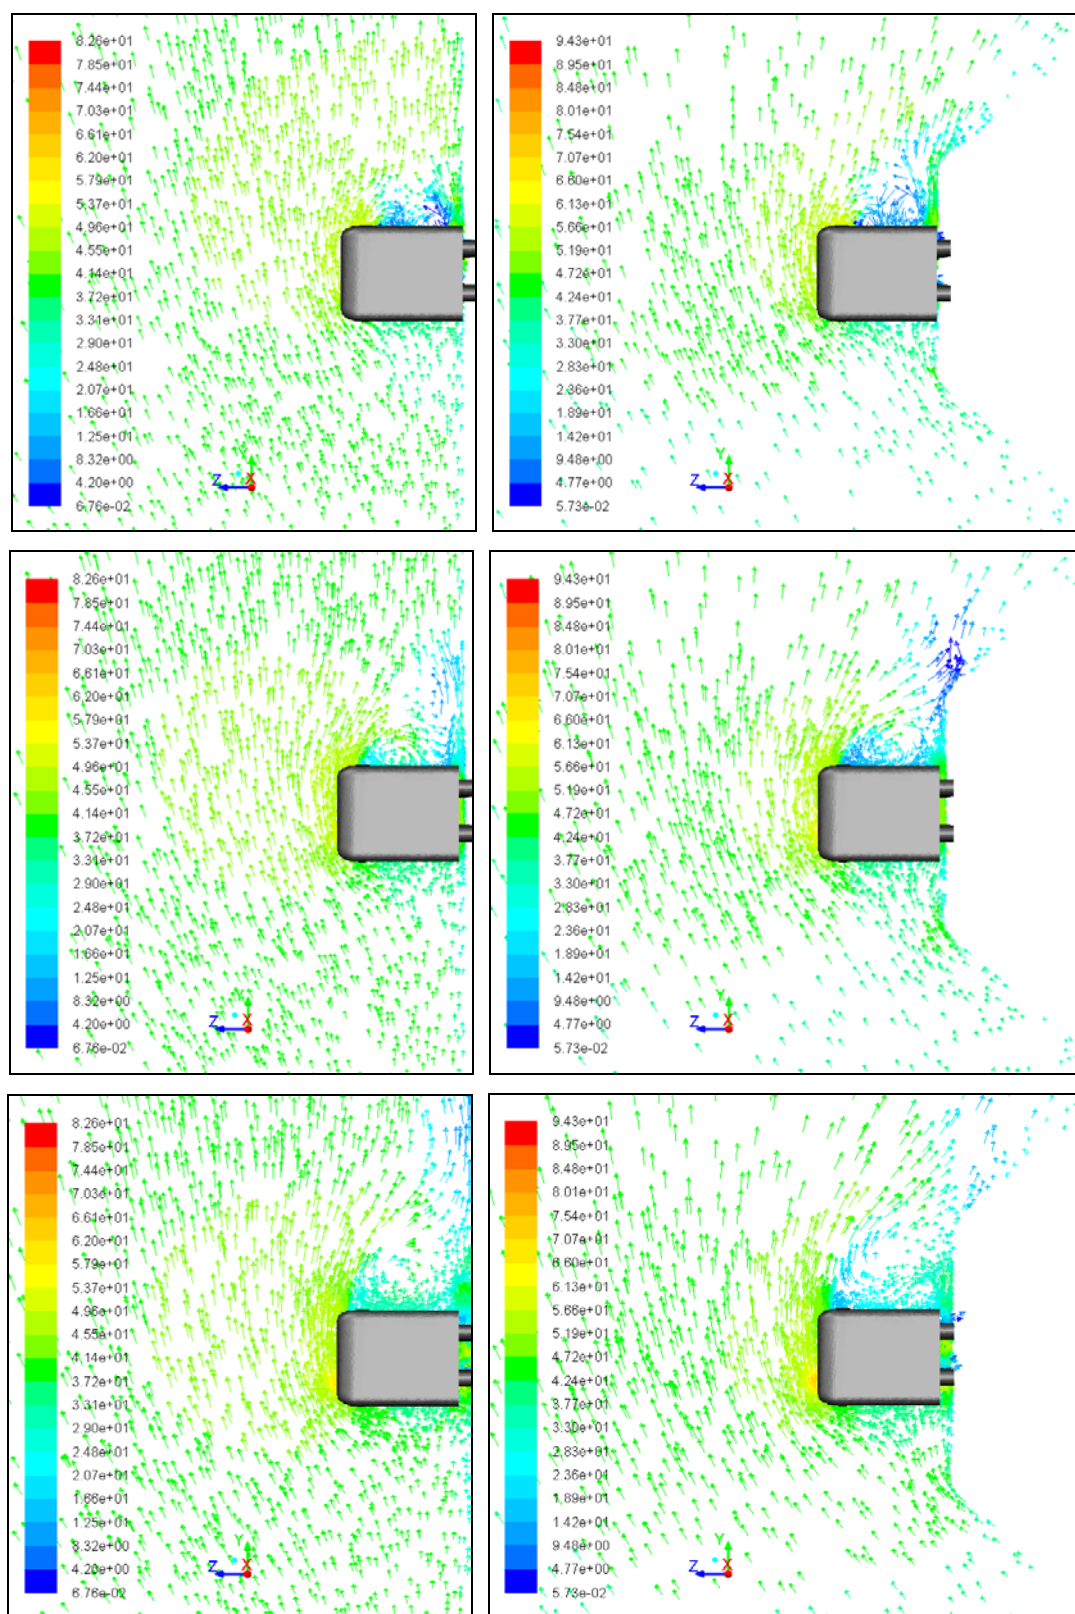 8.26e+01
7.85e+01
7.44e+01
7.03e+01
6.61e+01
6.20e+01
5.79e+01
5.37e+01
4.96e+01
4.55e+01
4.14e+01
3.72e+01
3.31e+01
2.90e+01
2.48e+01
2.07e+01
1.66e+01
1.25e+01
8.32e+00
4.20e+00
6.76e-02
Y
Z X
9.43e+01
8.95e+01
8.48e+01
8.01e+01
7.54e+01
7.07e+01
6.60e+01
6.13e+01
5.66e+01
5.19e+01
4.72e+01
4.24e+01
3.77e+01
3.30e+01
2.83e+01
2.36e+01
1.89e+01
1.42e+01
9.48e+00
4.77e+00
5.73e-02
Y
Z X
8.26e+01
7.85e+01
7.44e+01
7.03e+01
6.61e+01
6.20e+01
5.79e+01
5.37e+01
4.96e+01
4.55e+01
4.14e+01
3.72e+01
3.31e+01
2.90e+01
2.48e+01
2.07e+01
1.66e+01
1.25e+01
8.32e+00
4.20e+00
6.76e-02
Y
Z X
9.43e+01
8.95e+01
8.48e+01
8.01e+01
7.54e+01
7.07e+01
6.60e+01
6.13e+01
5.66e+01
5.19e+01
4.72e+01
4.24e+01
3.77e+01
3.30e+01
2.83e+01
2.36e+01
1.89e+01
1.42e+01
9.48e+00
4.77e+00
5.73e-02
Y
Z X
8.26e+01
7.85e+01
7.44e+01
7.03e+01
6.61e+01
6.20e+01
5.79e+01
5.37e+01
4.96e+01
4.55e+01
4.14e+01
3.72e+01
3.31e+01
2.90e+01
2.48e+01
2.07e+01
1.66e+01
1.25e+01
8.32e+00
4.20e+00
6.76e-02
Y
Z X
9.43e+01
8.95e+01
8.48e+01
8.01e+01
7.54e+01
7.07e+01
6.60e+01
6.13e+01
5.66e+01
5.19e+01
4.72e+01
4.24e+01
3.77e+01
3.30e+01
2.83e+01
2.36e+01
1.89e+01
1.42e+01
9.48e+00
4.77e+00
5.73e-02
Y
Z X